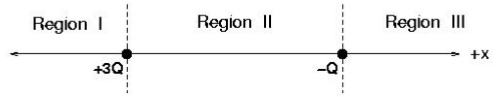 Region I Region II Region III
+x
+3Q −Q